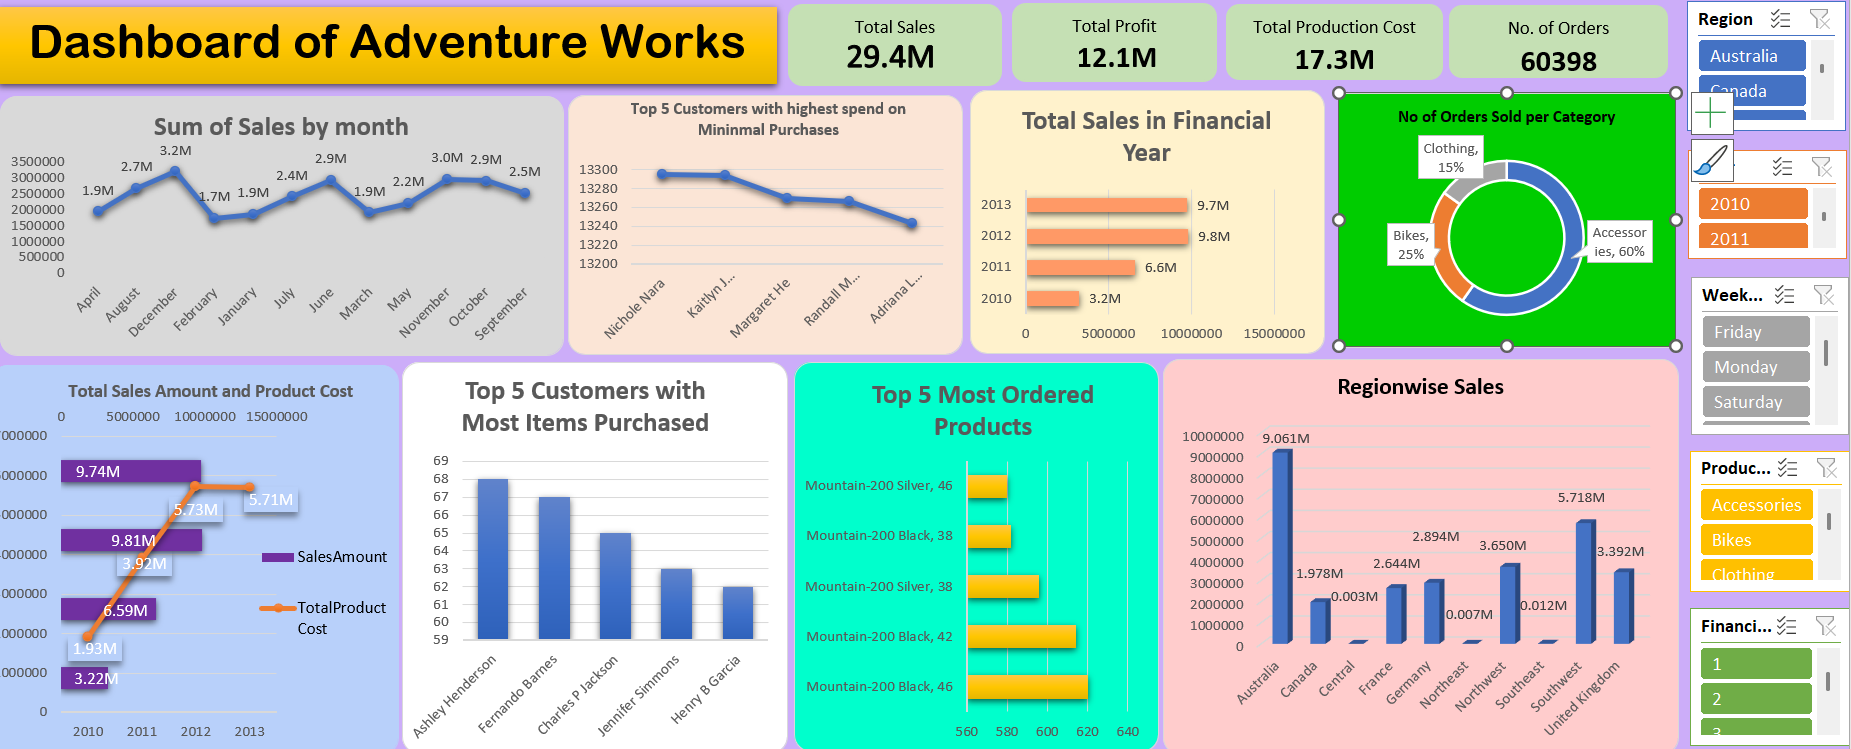 Dashboard of Adventure Works
Total Sales
29.4M
Total Profit
12.1M
Total Production Cost
17.3M
No. of Orders
60398
Region
Australia
Canada
Sum of Sales by month
3500000
3000000
2500000
2000000
1500000
1000000
500000
0
1.9M
2.7M
3.2M
1.7M
1.9M
2.4M
2.9M
1.9M
2.2M
3.0M
2.9M
2.5M
April
August
December
February
January
July
June
March
May
November
October
September
Top 5 Customers with highest spend on
Mininmal Purchases
13300
13280
13260
13240
13220
13200
Nichole Nara
Kaitlyn J...
Margaret He
Randall M...
Adriana L...
Total Sales in Financial
Year
2013
9.7M
2012
9.8M
2011
6.6M
2010
3.2M
0
5000000
10000000
15000000
No of Orders Sold per Category
Clothing,
15%
Bikes,
25%
Accessor
ies, 60%
2010
2011
Week...
Friday
Monday
Saturday
Produc...
Accessories
Bikes
Clothing
Financi...
1
2
3
Total Sales Amount and Product Cost
0
5000000
10000000
15000000
9.74M
9.81M
6.59M
3.22M
1.93M
3.92M
5.73M
5.71M
0
2010
2011
2012
2013
SalesAmount
TotalProduct
Cost
Top 5 Customers with
Most Items Purchased
69
68
67
66
65
64
63
62
61
60
59
Ashley Henderson
Fernando Barnes
Charles P Jackson
Jennifer Simmons
Henry B Garcia
Top 5 Most Ordered
Products
Mountain-200 Silver, 46
Mountain-200 Black, 38
Mountain-200 Silver, 38
Mountain-200 Black, 42
Mountain-200 Black, 46
560
580
600
620
640
Regionwise Sales
10000000
9000000
8000000
7000000
6000000
5000000
4000000
3000000
2000000
1000000
0
9.061M
1.978M
0.003M
2.644M
2.894M
0.007M
3.650M
0.012M
5.718M
3.392M
Australia
Canada
Central
France
Germany
Northeast
Northwest
Southeast
Southwest
United Kingdom